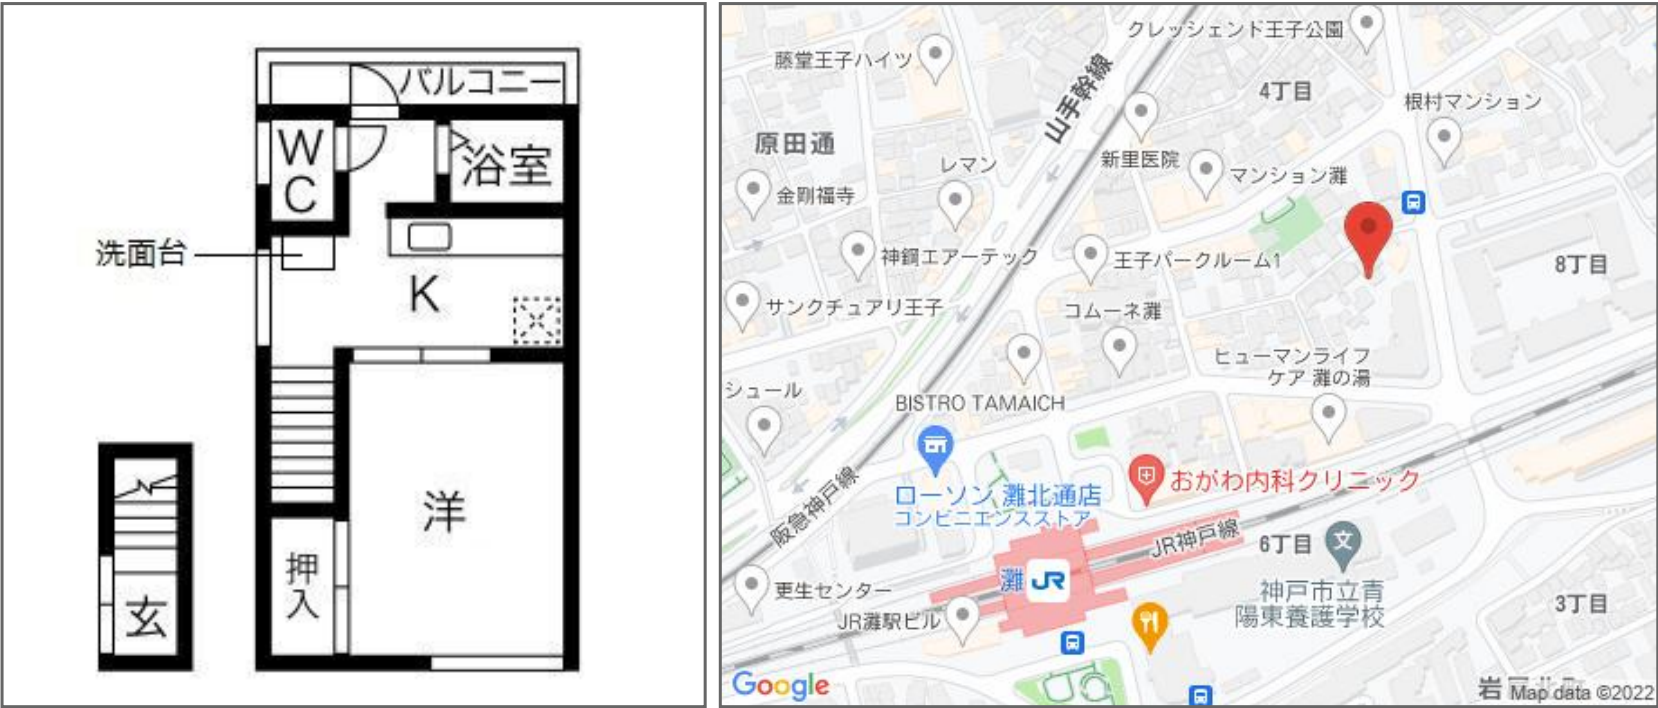 バルコニー
WC
浴室
洗面台
K
洋
押入
玄
クレッシェンド王子公園
藤堂王子ハイツ
山手幹線
4丁目
根村マンション
原田通
新里医院
レマン
マンション灘
金剛福寺
神鋼エアーテック
王子パークルーム1
8丁目
サンクチュアリ王子
コムーネ灘
ヒューマンライフ
ケア 灘の湯
シュール
BISTRO TAMAICH
おがわ内科クリニック
ローソン 灘北通店
コンビニエンスストア
阪急神戸線
JR神戸線
6丁目
灘 JR
神戸市立青
陽東養護学校
更生センター
JR灘駅ビル
3丁目
Google
Map data ©2022